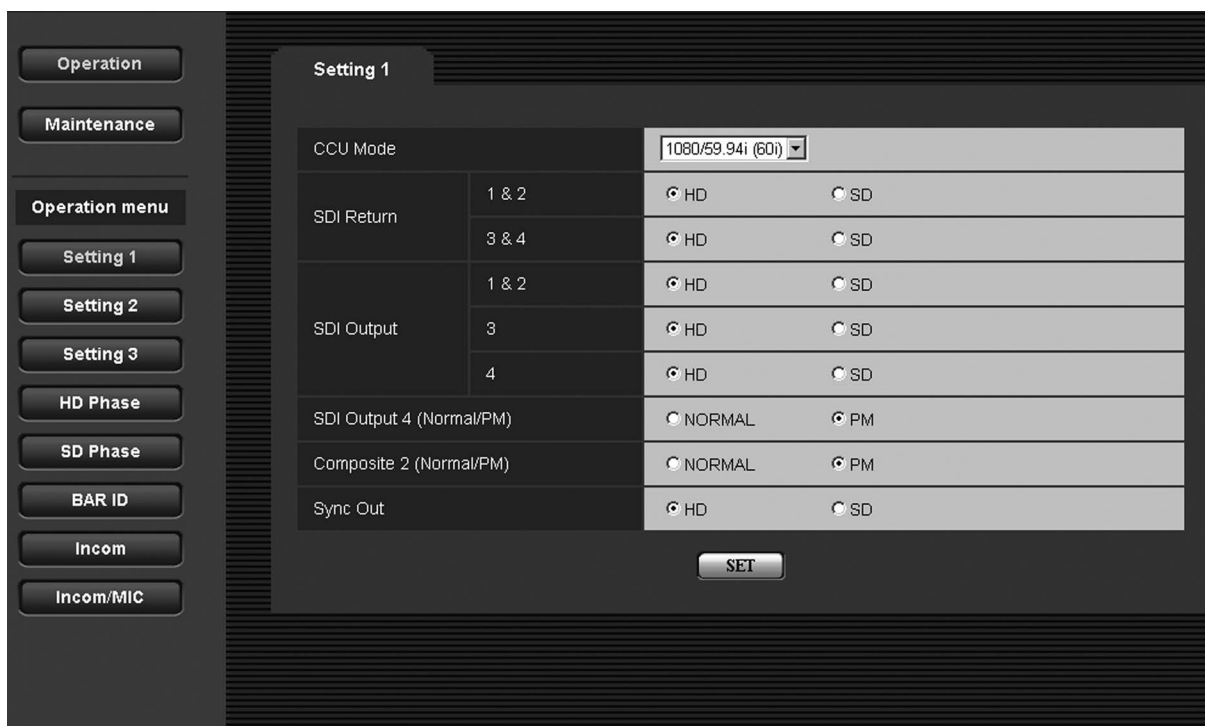 Operation
Maintenance
Operation menu
Setting 1
Setting 2
Setting 3
HD Phase
SD Phase
BAR ID
Incom
Incom/MIC
Setting 1
CCU Mode 1080/59.94i (60i)
SDI Return 1 & 2 HD SD
3 & 4 HD SD
SDI Output 1 & 2 HD SD
3 HD SD
4 HD SD
SDI Output 4 (Normal/PM) NORMAL PM
Composite 2 (Normal/PM) NORMAL PM
Sync Out HD SD
SET